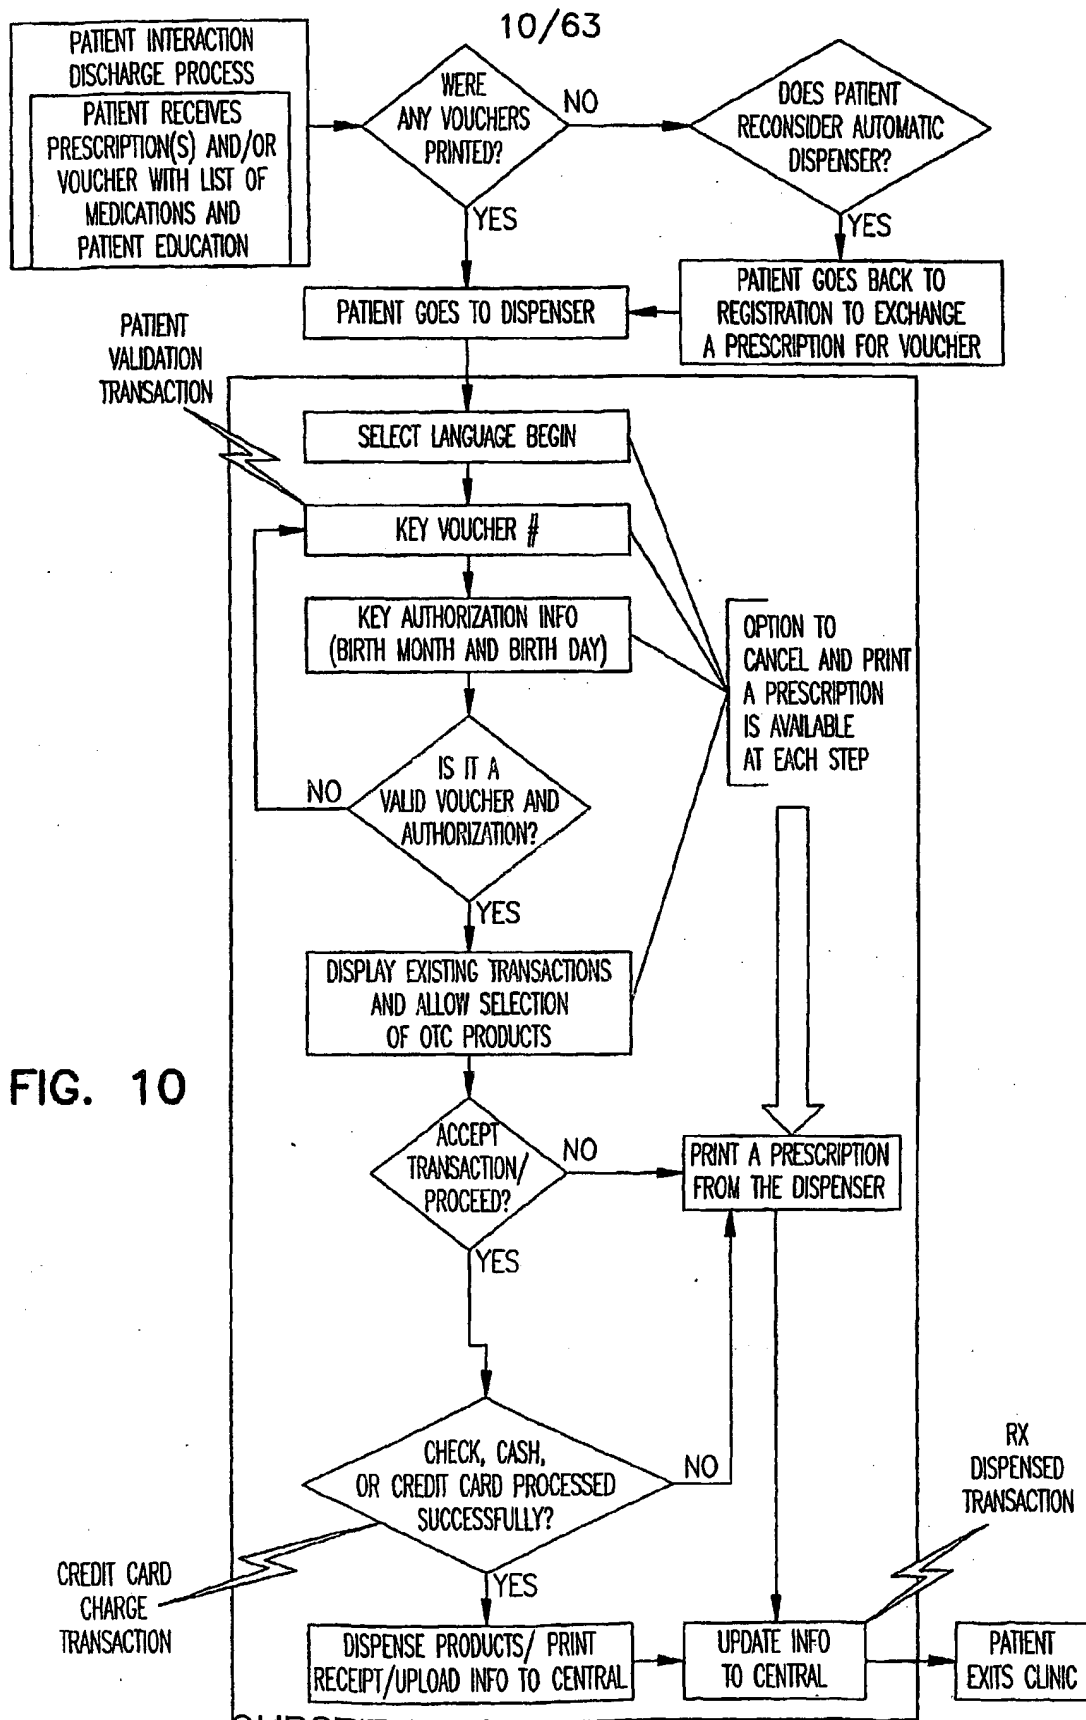 10/63
PATIENT INTERACTION
DISCHARGE PROCESS
PATIENT RECEIVES
PRESCRIPTION(S) AND/OR
VOUCHER WITH LIST OF
MEDICATIONS AND
PATIENT EDUCATION
WERE
ANY VOUCHERS
PRINTED?
NO
DOES PATIENT
RECONSIDER AUTOMATIC
DISPENSER?
YES
YES
PATIENT GOES TO DISPENSER
PATIENT GOES BACK TO
REGISTRATION TO EXCHANGE
A PRESCRIPTION FOR VOUCHER
PATIENT
VALIDATION
TRANSACTION
SELECT LANGUAGE BEGIN
KEY VOUCHER #
KEY AUTHORIZATION INFO
(BIRTH MONTH AND BIRTH DAY)
OPTION TO
CANCEL AND PRINT
A PRESCRIPTION
IS AVAILABLE
AT EACH STEP
IS IT A
VALID VOUCHER AND
AUTHORIZATION?
NO
YES
DISPLAY EXISTING TRANSACTIONS
AND ALLOW SELECTION
OF OTC PRODUCTS
FIG. 10
ACCEPT
TRANSACTION/
PROCEED?
NO
PRINT A PRESCRIPTION
FROM THE DISPENSER
YES
CHECK, CASH,
OR CREDIT CARD PROCESSED
SUCCESSFULLY?
NO
RX
DISPENSED
TRANSACTION
CREDIT CARD
CHARGE
TRANSACTION
YES
DISPENSE PRODUCTS/ PRINT
RECEIPT/UPLOAD INFO TO CENTRAL
UPDATE INFO
TO CENTRAL
PATIENT
EXITS CLINIC